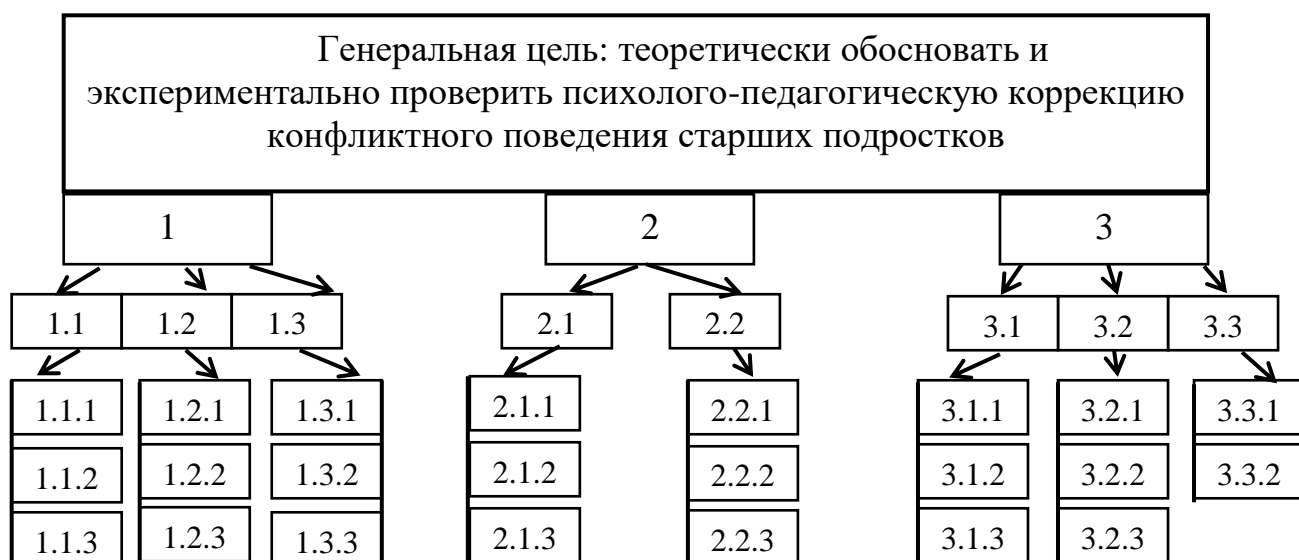 Генеральная цель: теоретически обосновать и
экспериментально проверить психолого-педагогическую коррекцию
конфликтного поведения старших подростков
1 2 3
1.1 1.2 1.3 2.1 2.2 3.1 3.2 3.3
1.1.1 1.2.1 1.3.1 2.1.1 2.2.1 3.1.1 3.2.1 3.3.1
1.1.2 1.2.2 1.3.2 2.1.2 2.2.2 3.1.2 3.2.2 3.3.2
1.1.3 1.2.3 1.3.3 2.1.3 2.2.3 3.1.3 3.2.3